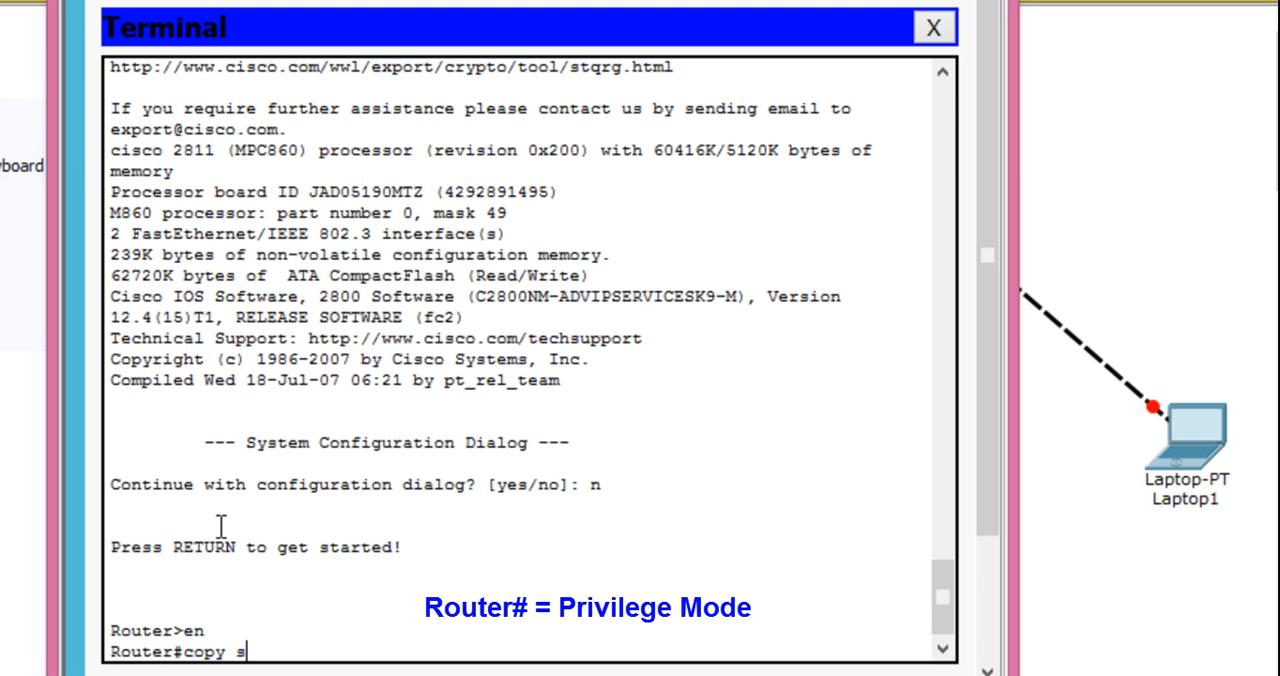 Terminal
X
http://www.cisco.com/wwl/export/crypto/tool/stqrg.html
If you require further assistance please contact us by sending email to
export@cisco.com.
cisco 2811 (MPC860) processor (revision 0x200) with 60416K/5120K bytes of
memory
Processor board ID JAD05190MTZ (4292891495)
M860 processor: part number 0, mask 49
2 FastEthernet/IEEE 802.3 interface(s)
239K bytes of non-volatile configuration memory.
62720K bytes of  ATA CompactFlash (Read/Write)
Cisco IOS Software, 2800 Software (C2800NM-ADVIPSERVICESK9-M), Version
12.4(15)T1, RELEASE SOFTWARE (fc2)
Technical Support: http://www.cisco.com/techsupport
Copyright (c) 1986-2007 by Cisco Systems, Inc.
Compiled Wed 18-Jul-07 06:21 by pt_rel_team
--- System Configuration Dialog ---
Continue with configuration dialog? [yes/no]: n
Press RETURN to get started!
Router# = Privilege Mode
Router>en
Router#copy s
yboard
Laptop-PT
Laptop1